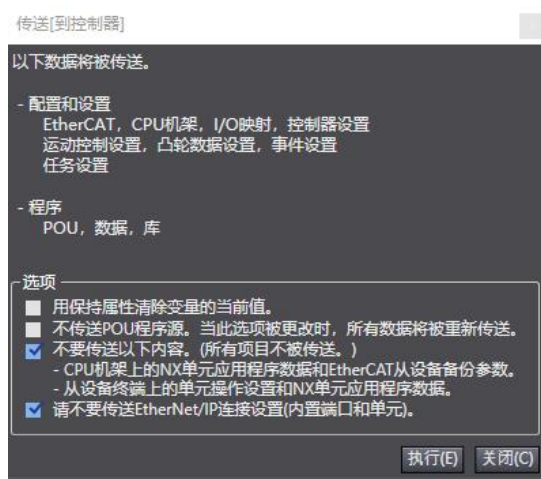 传送[到控制器]
以下数据将被传送。
- 配置和设置
EtherCAT，CPU机架，I/O映射，控制器设置
运动控制设置，凸轮数据设置，事件设置
任务设置
- 程序
POU，数据，库
选项
用保持属性清除变量的当前值。
不传送POU程序源。当此选项被更改时，所有数据将被重新传送。
不要传送以下内容。(所有项目不被传送。)
- CPU机架上的NX单元应用程序数据和EtherCAT从设备备份参数。
- 从设备终端上的单元操作设置和NX单元应用程序数据。
请不要传送EtherNet/IP连接设置(内置端口和单元)。
执行(E) 关闭(C)